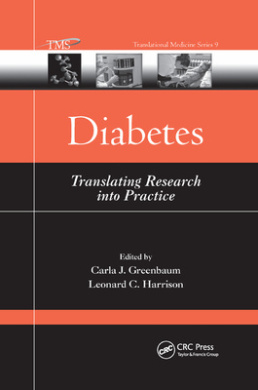 TMS
Translational Medicine Series 9
Diabetes
Translating Research
into Practice
Edited by
Carla J. Greenbaum
Leonard C. Harrison
CRC Press
Taylor & Francis Group